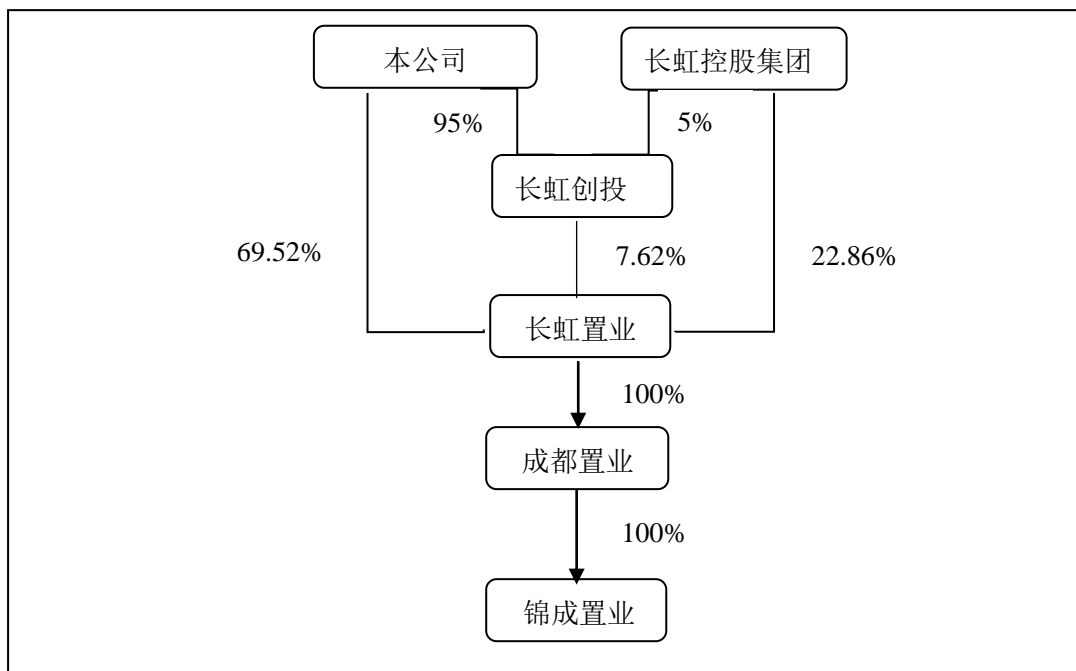 本公司
长虹控股集团
95%
5%
长虹创投
69.52%
7.62%
22.86%
长虹置业
100%
成都置业
100%
锦成置业